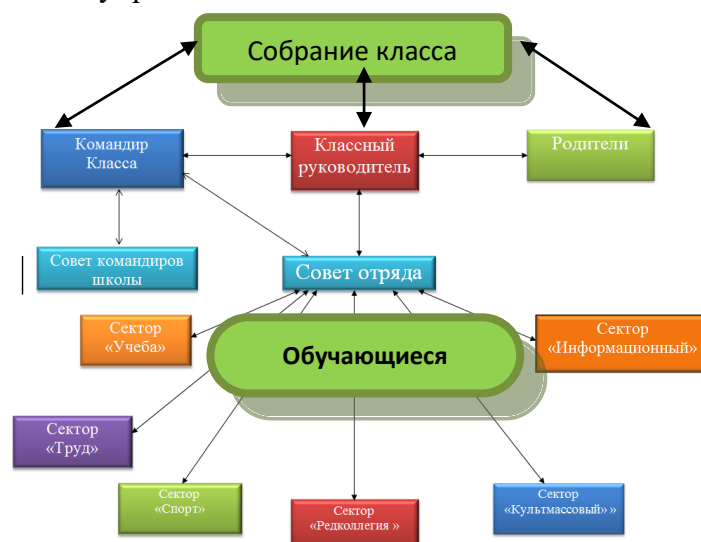 Собрание класса
Командир
Класса
Классный
руководитель
Родители
Совет командиров
школы
Совет отряда
Сектор
«Учеба»
Обучающиеся
Сектор
«Информационный»
Сектор
«Труд»
Сектор
«Спорт»
Сектор
«Редколлегия »
Сектор
«Культмассовый» »